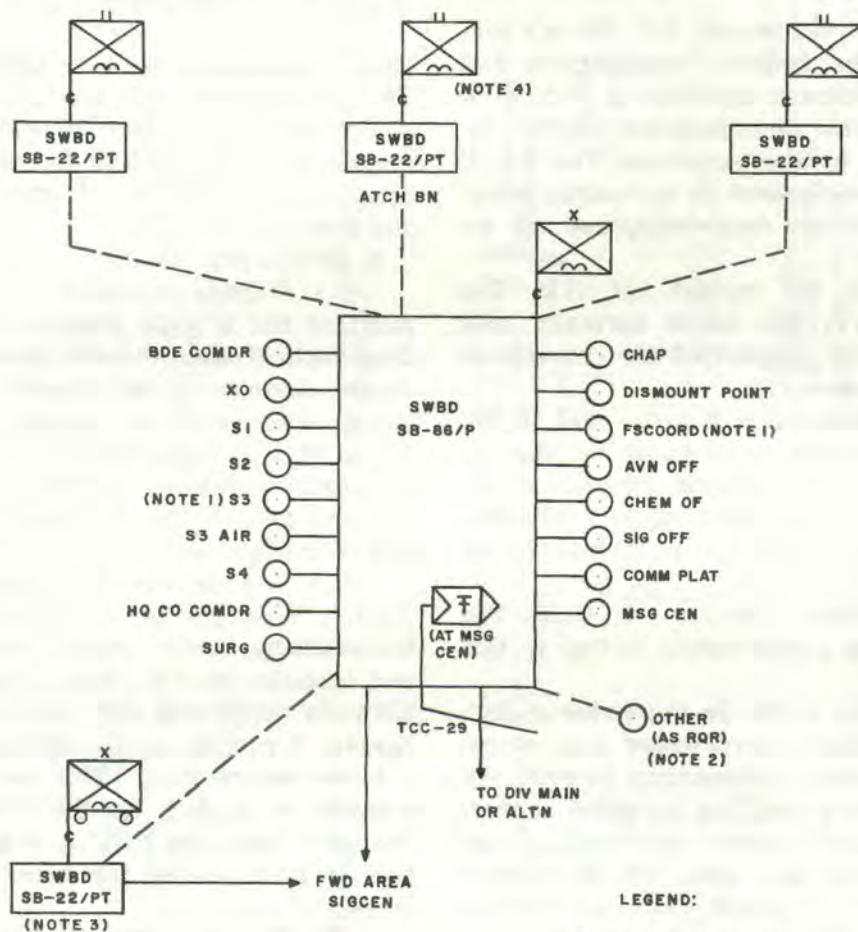 II
II
II
(NOTE 4)
C
C
C
SWBD
SB-22/PT
SWBD
SB-22/PT
SWBD
SB-22/PT
ATCH BN
X
C
BDE COMDR
XO
S1
S2
(NOTE 1) S3
S3 AIR
S4
HQ CO COMDR
SURG
SWBD
SB-86/P
CHAP
DISMOUNT POINT
FSCOORD(NOTE 1)
AVN OFF
CHEM OF
SIG OFF
COMM PLAT
MSG CEN
T
(AT MSG
CEN)
TCC-29
OTHER
(AS RQR)
(NOTE 2)
TO DIV MAIN
OR ALTN
X
C
SWBD
SB-22/PT
(NOTE 3)
FWD AREA
SIGCEN
LEGEND: